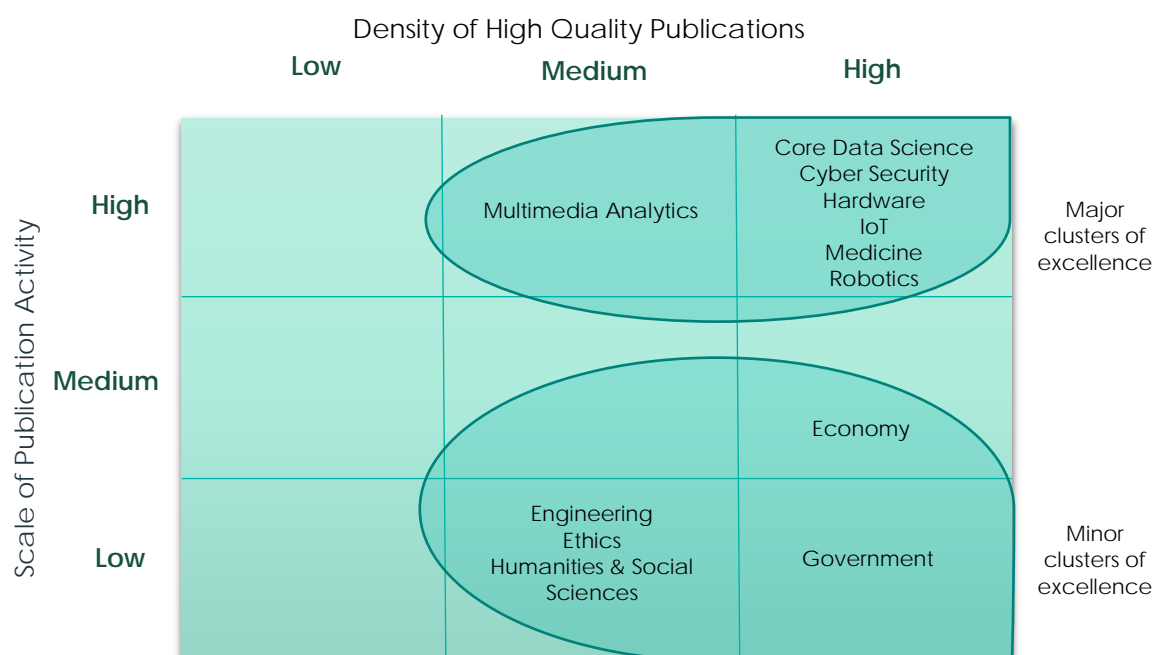 Density of High Quality Publications
Low
Medium
High
Scale of Publication Activity
High
Multimedia Analytics
Core Data Science
Cyber Security
Hardware
IoT
Medicine
Robotics
Major
clusters of
excellence
Medium
Economy
Low
Engineering
Ethics
Humanities & Social
Sciences
Government
Minor
clusters of
excellence